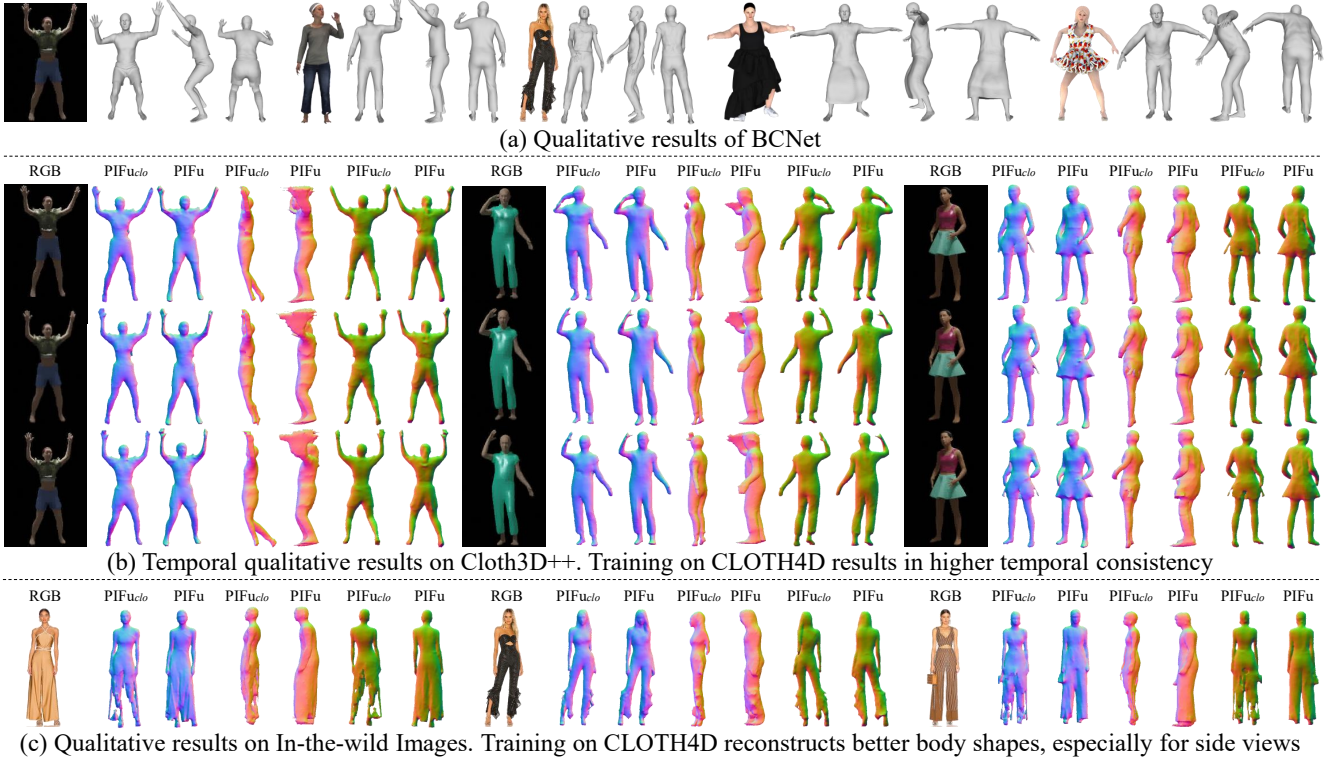 (a) Qualitative results of BCNet
RGB PIFuclo PIFu PIFuclo PIFu PIFuclo PIFu RGB PIFuclo PIFu PIFuclo PIFu PIFuclo PIFu RGB PIFuclo PIFu PIFuclo PIFu PIFuclo PIFu
(b) Temporal qualitative results on Cloth3D++. Training on CLOTH4D results in higher temporal consistency
RGB PIFuclo PIFu PIFuclo PIFu PIFuclo PIFu RGB PIFuclo PIFu PIFuclo PIFu PIFuclo PIFu RGB PIFuclo PIFu PIFuclo PIFu PIFuclo PIFu
(c) Qualitative results on In-the-wild Images. Training on CLOTH4D reconstructs better body shapes, especially for side views